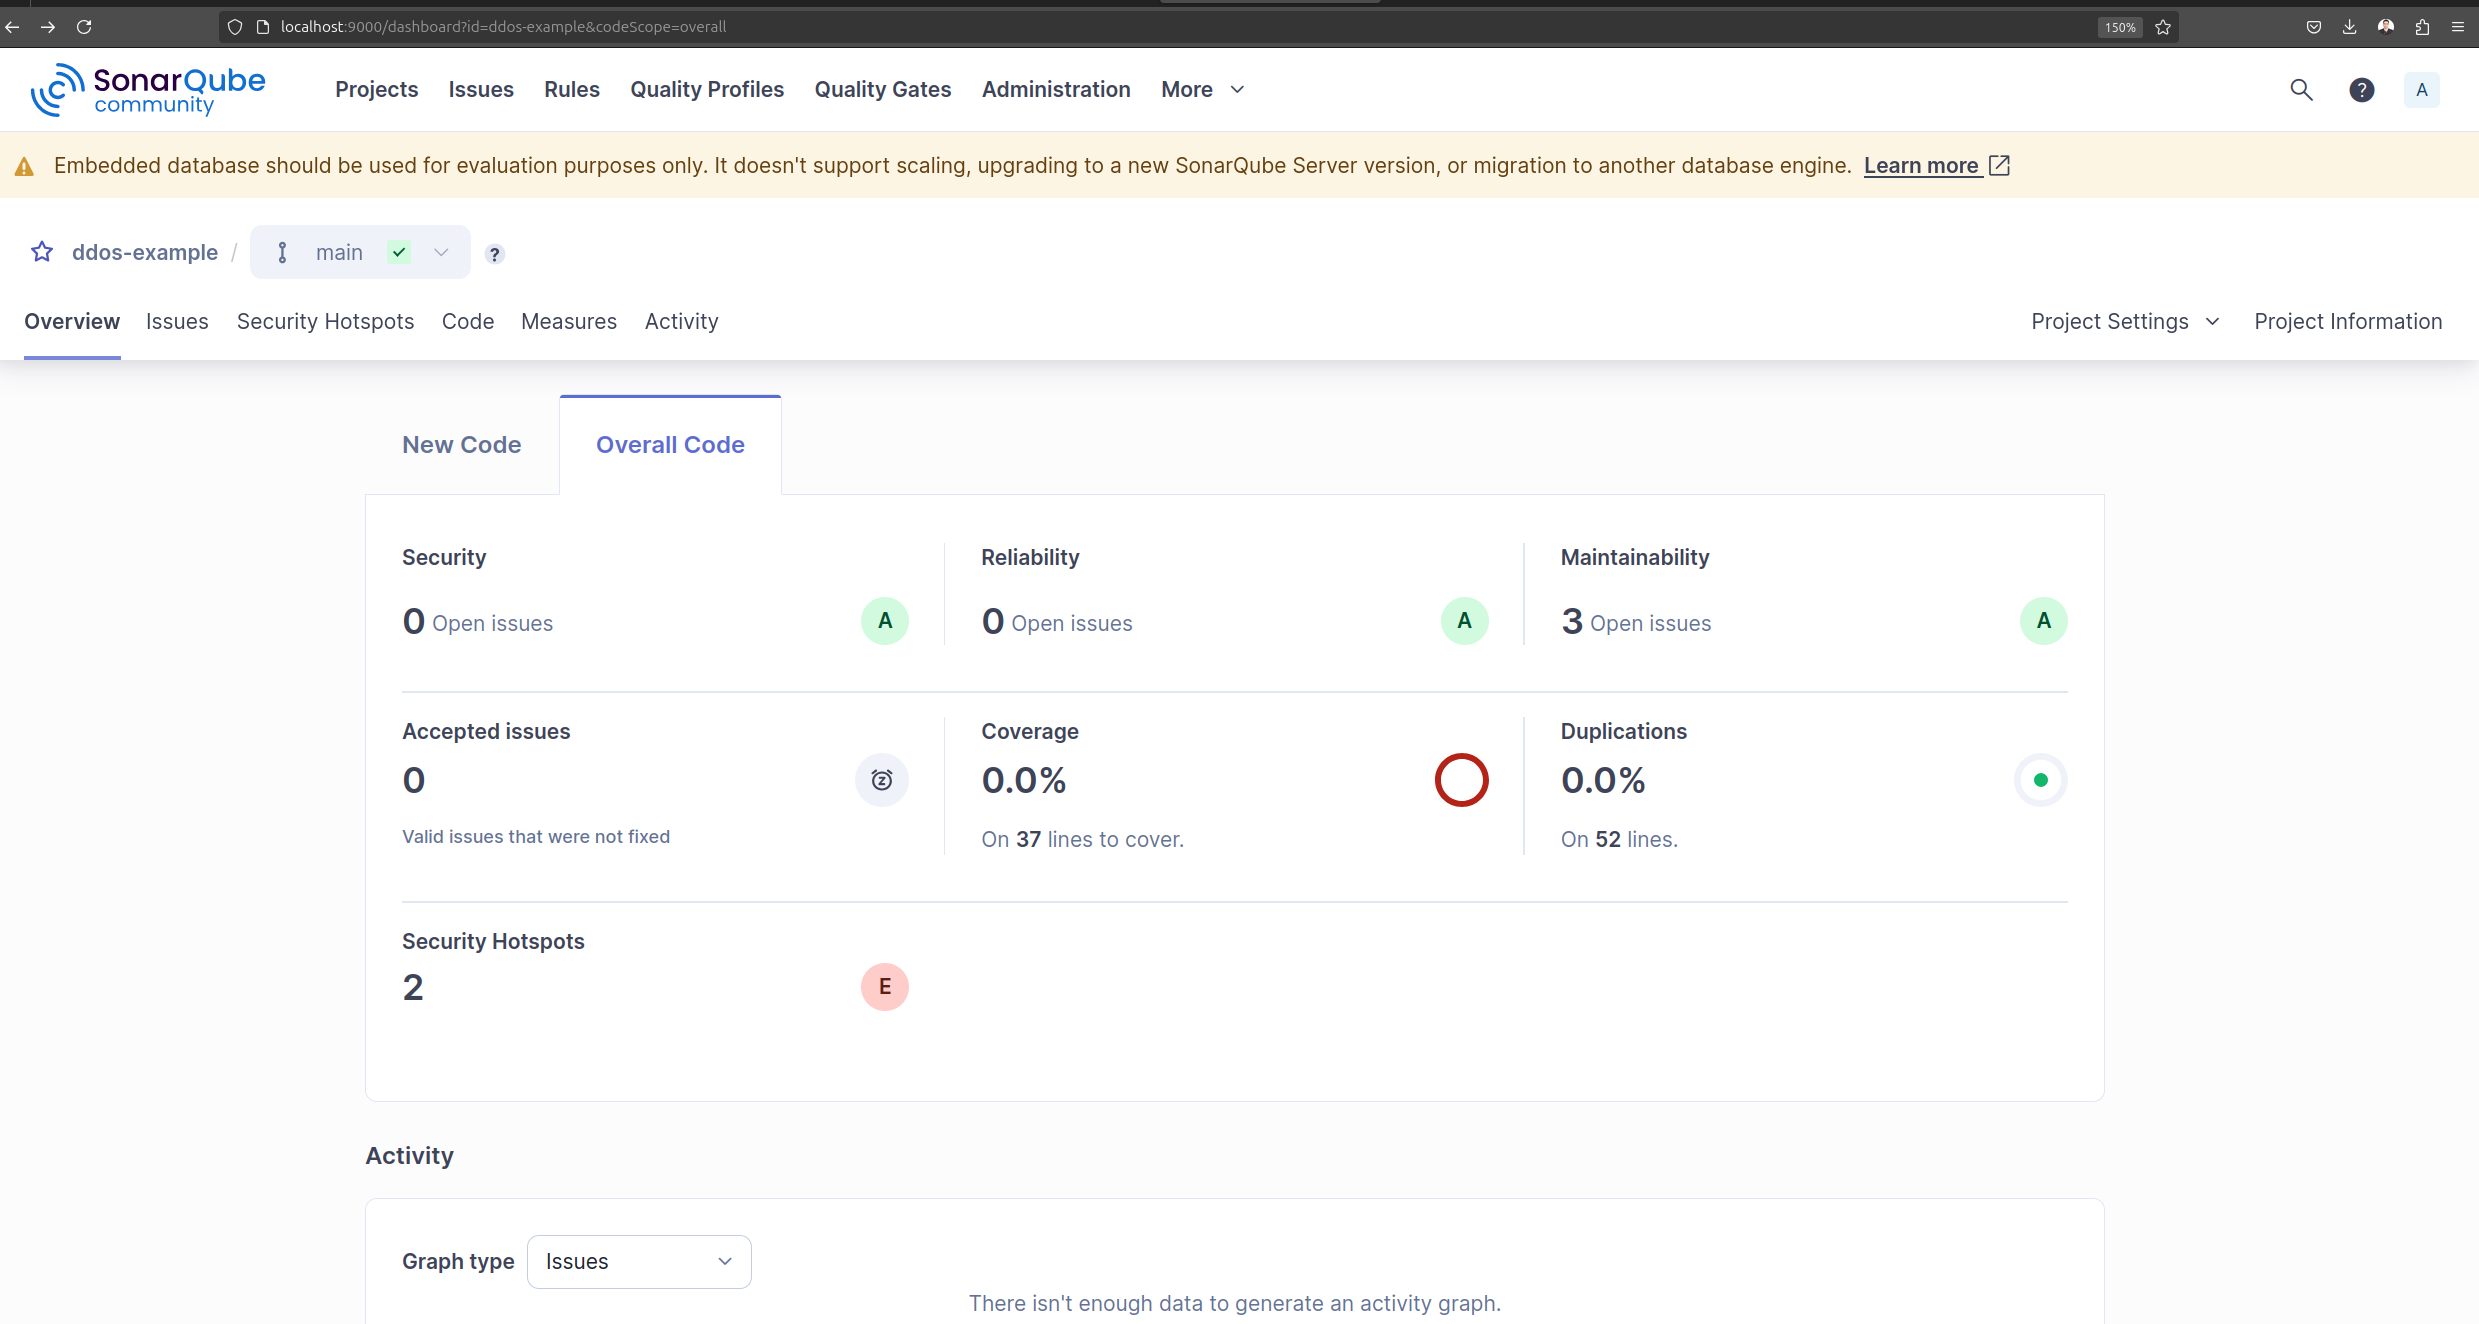 localhost:9000/dashboard?id=ddos-example&codeScope=overall
150%
SonarQube
community
Projects Issues Rules Quality Profiles Quality Gates Administration More
? A
Embedded database should be used for evaluation purposes only. It doesn't support scaling, upgrading to a new SonarQube Server version, or migration to another database engine. Learn more
ddos-example / main ?
Overview Issues Security Hotspots Code Measures Activity
Project Settings Project Information
New Code Overall Code
Security Reliability Maintainability
0 Open issues A 0 Open issues A 3 Open issues A
Accepted issues Coverage Duplications
0 0.0% 0.0%
Valid issues that were not fixed On 37 lines to cover. On 52 lines.
Security Hotspots
2 E
Activity
Graph type Issues
There isn't enough data to generate an activity graph.